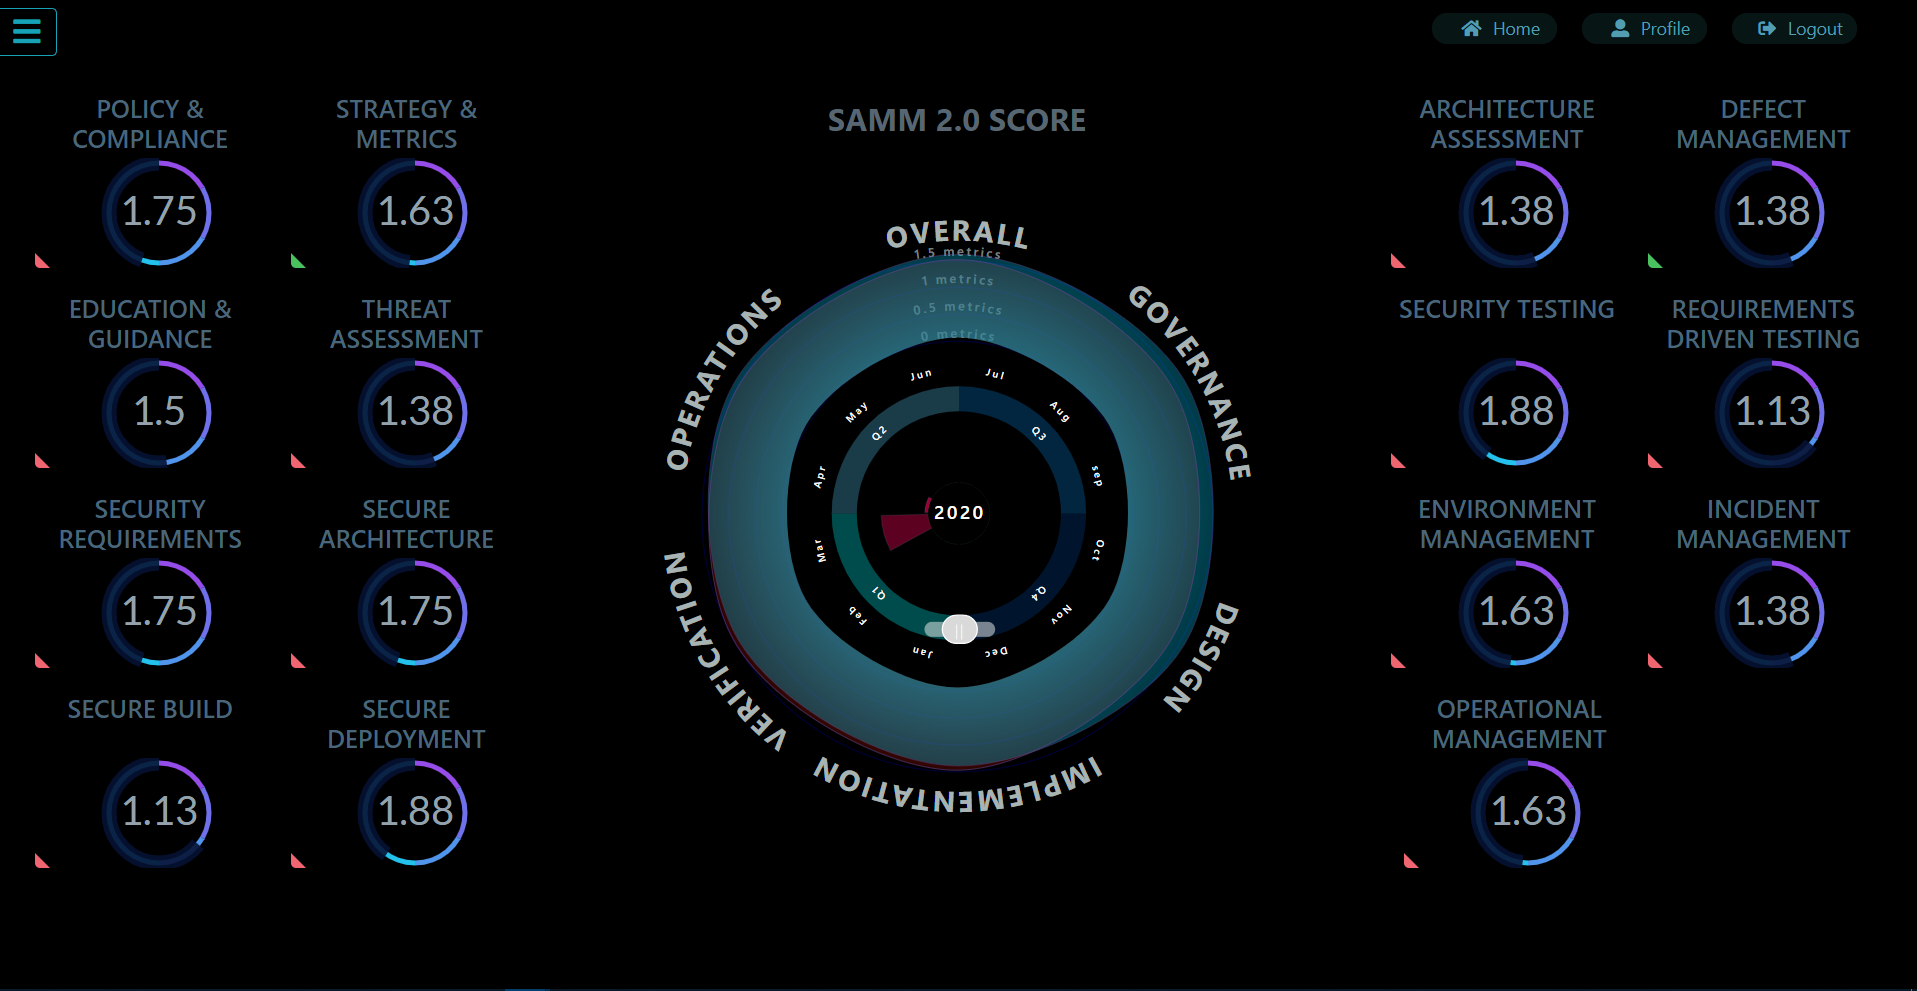 Home
Profile
Logout
POLICY &
COMPLIANCE
1.75
STRATEGY &
METRICS
1.63
EDUCATION &
GUIDANCE
1.5
THREAT
ASSESSMENT
1.38
SECURITY
REQUIREMENTS
1.75
SECURE
ARCHITECTURE
1.75
SECURE BUILD
1.13
SECURE
DEPLOYMENT
1.88
SAMM 2.0 SCORE
OVERALL
GOVERNANCE
DESIGN
IMPLEMENTATION
VERIFICATION
OPERATIONS
1.5 metrics
1 metrics
0.5 metrics
0 metrics
Jan
Feb
Mar
Apr
May
Jun
Jul
Aug
sep
Oct
Nov
Dec
Q1
Q2
Q3
Q4
2020
ARCHITECTURE
ASSESSMENT
1.38
DEFECT
MANAGEMENT
1.38
SECURITY TESTING
1.88
REQUIREMENTS
DRIVEN TESTING
1.13
ENVIRONMENT
MANAGEMENT
1.63
INCIDENT
MANAGEMENT
1.38
OPERATIONAL
MANAGEMENT
1.63